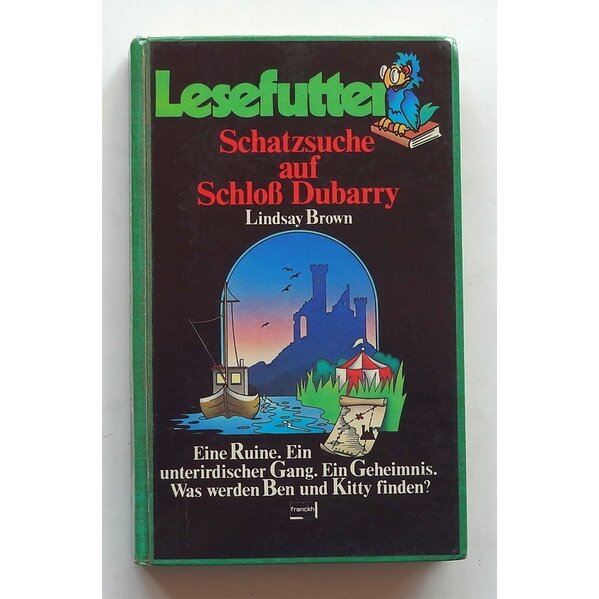 Lesefutter
Schatzsuche
auf
Schloß Dubarry
Lindsay Brown
Eine Ruine. Ein
unterirdischer Gang. Ein Geheimnis.
Was werden Ben und Kitty finden?
franckh